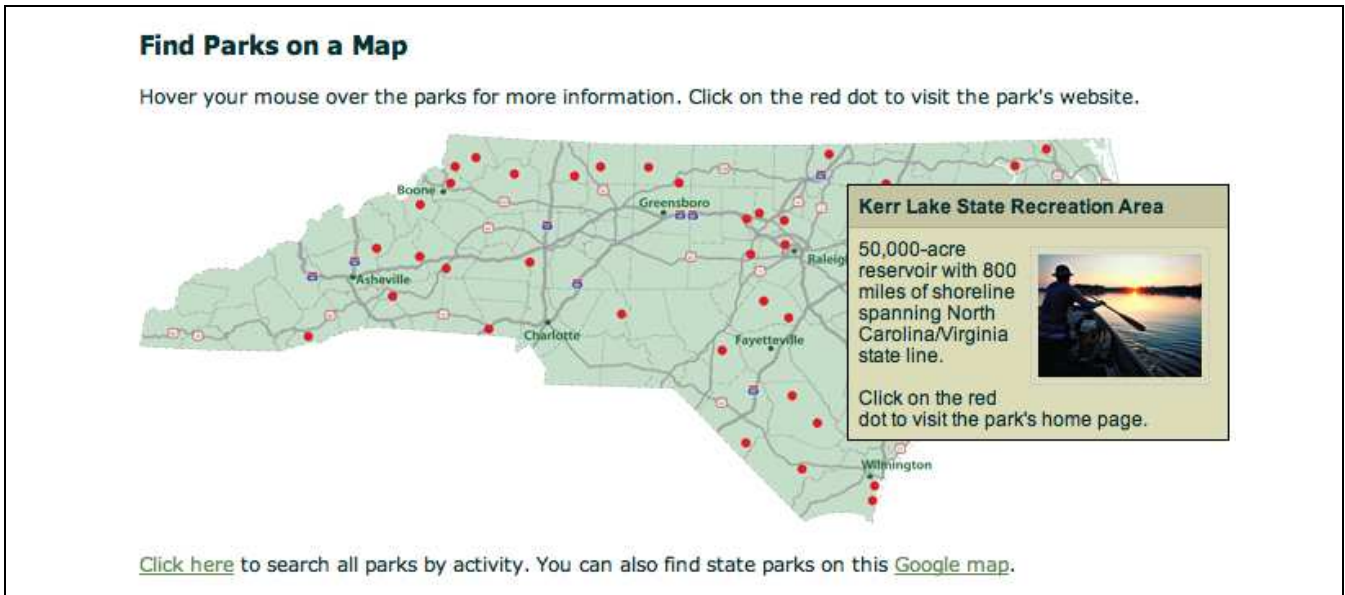 Find Parks on a Map
Hover your mouse over the parks for more information. Click on the red dot to visit the park's website.
Boone
Greensboro
Kerr Lake State Recreation Area
50,000-acre
reservoir with 800
miles of shoreline
spanning North
Carolina/Virginia
state line.
Click on the red
dot to visit the park's home page.
Raleig
Asheville
Charlotte
Fayetteville
Wilmington
Click here to search all parks by activity. You can also find state parks on this Google map.